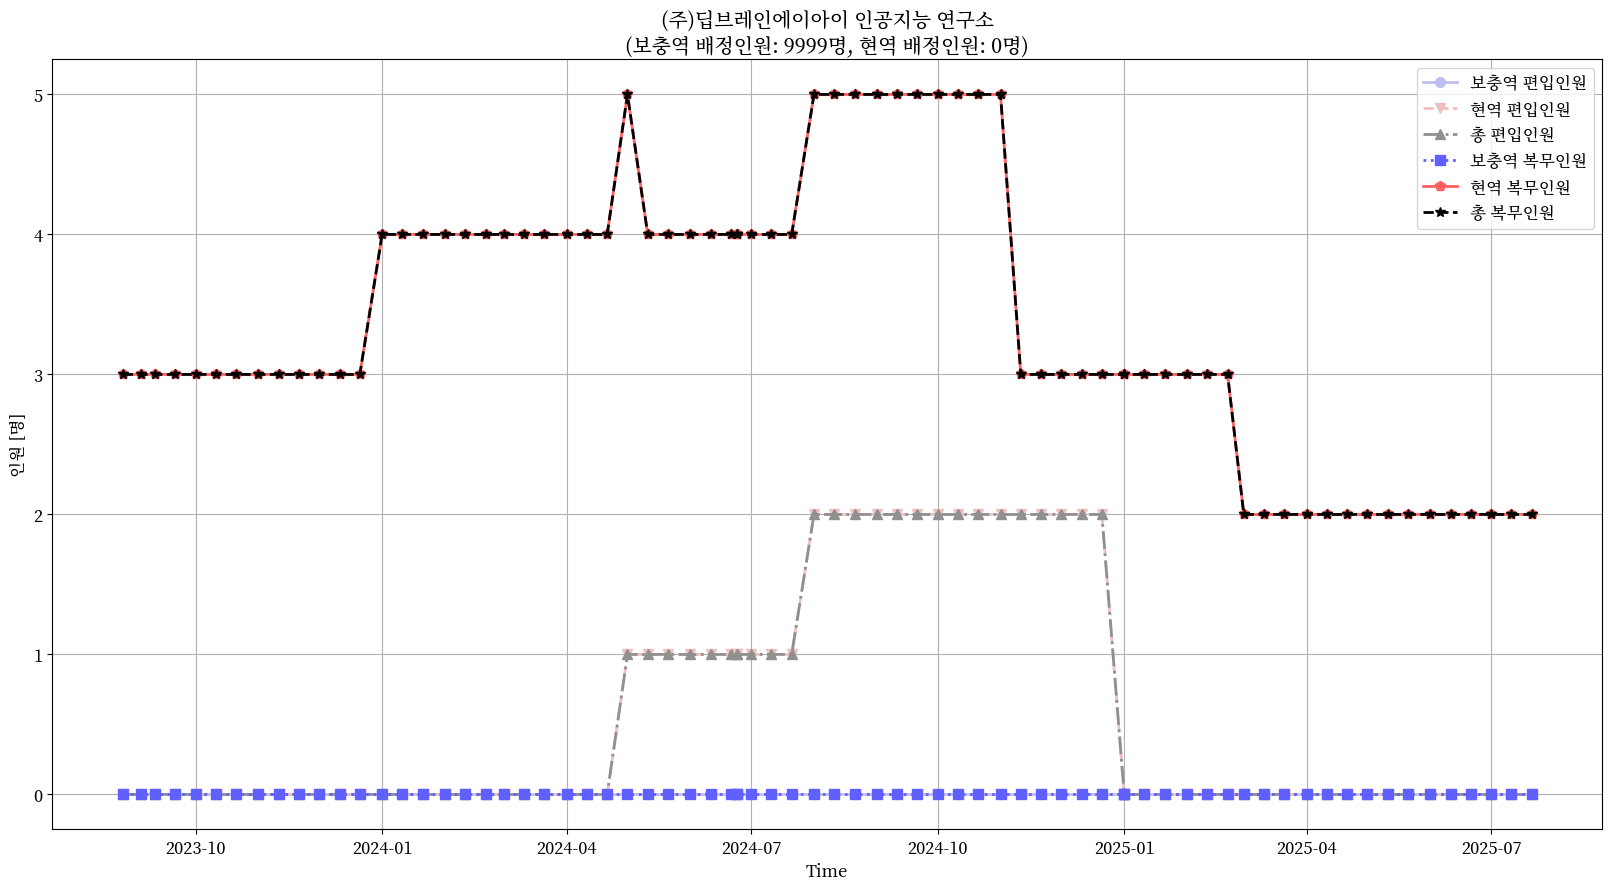 (주)딥브레인에이아이 인공지능 연구소
(보충역 배정인원: 9999명, 현역 배정인원: 0명)
보충역 편입인원
현역 편입인원
총 편입인원
보충역 복무인원
현역 복무인원
총 복무인원
인원 [명]
5
4
3
2
1
0
2023-10
2024-01
2024-04
2024-07
2024-10
2025-01
2025-04
2025-07
Time